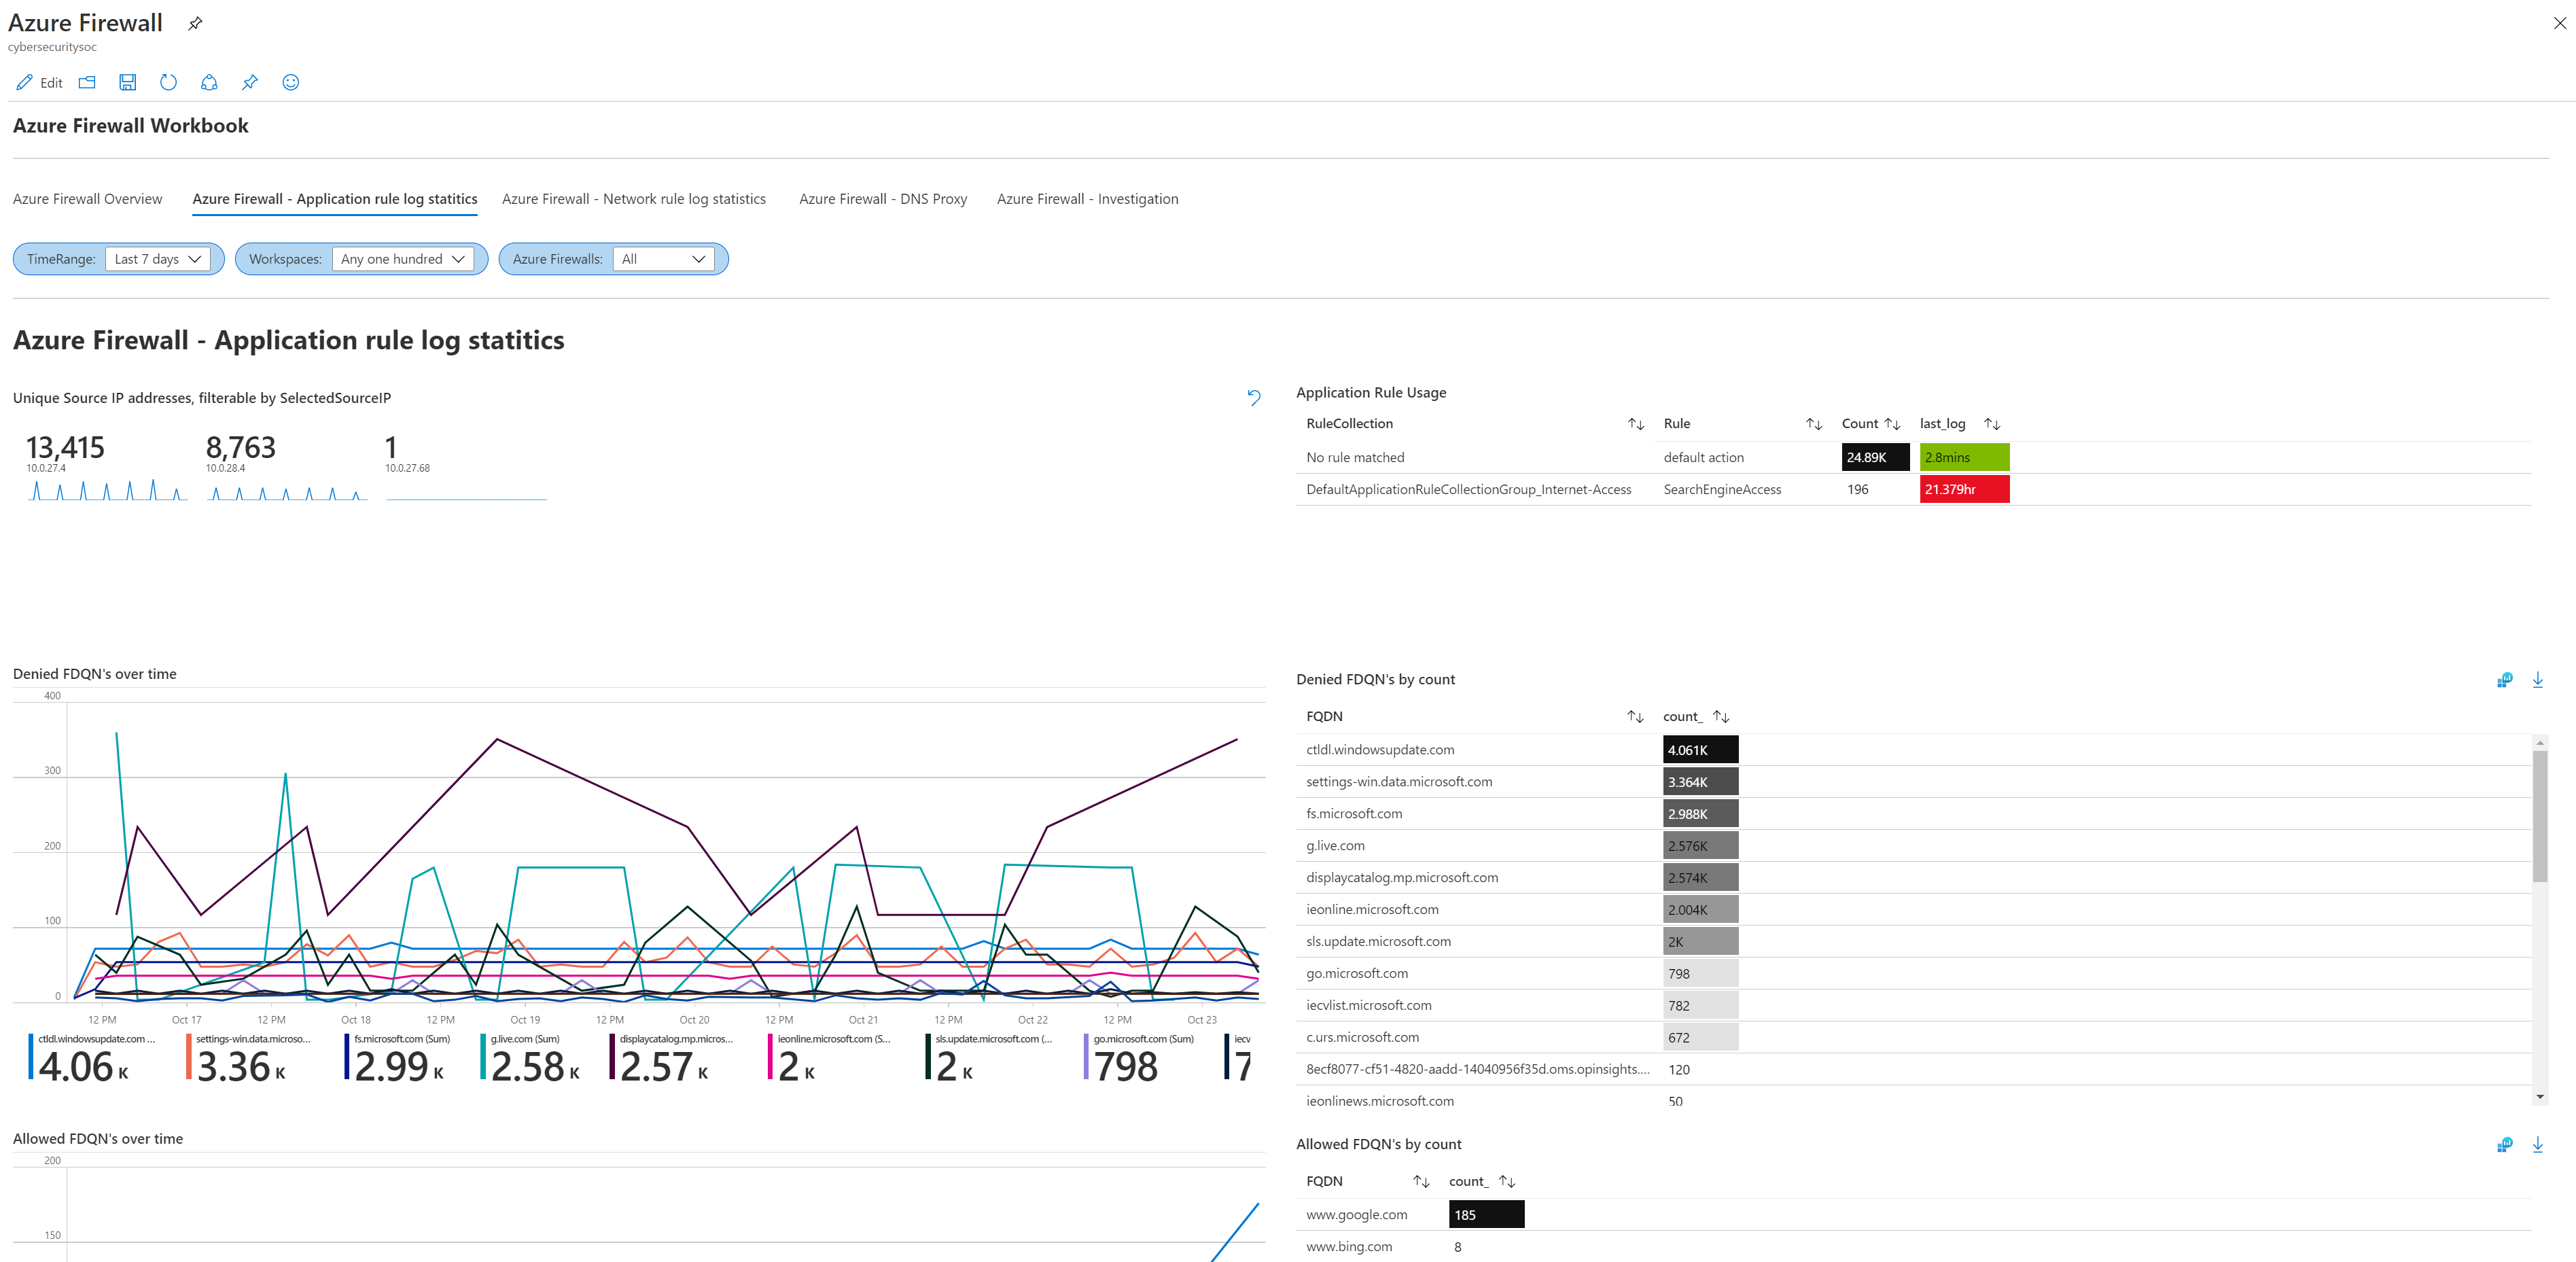 Azure Firewall
cybersecuritysoc
Edit
Azure Firewall Workbook
Azure Firewall Overview Azure Firewall - Application rule log statitics Azure Firewall - Network rule log statistics Azure Firewall - DNS Proxy Azure Firewall - Investigation
TimeRange: Last 7 days Workspaces: Any one hundred Azure Firewalls: All
Azure Firewall - Application rule log statitics
Unique Source IP addresses, filterable by SelectedSourceIP
13,415 8,763 1
10.0.27.4 10.0.28.4 10.0.27.68
Application Rule Usage
RuleCollection Rule Count last_log
No rule matched default action 24.89K 2.8mins
DefaultApplicationRuleCollectionGroup_Internet-Access SearchEngineAccess 196 21.379hr
Denied FDQN's over time
400
300
200
100
0
12 PM Oct 17 12 PM Oct 18 12 PM Oct 19 12 PM Oct 20 12 PM Oct 21 12 PM Oct 22 12 PM Oct 23
ctldl.windowsupdate.com ... settings-win.data.microso... fs.microsoft.com (Sum) g.live.com (Sum) displaycatalog.mp.micros... ieonline.microsoft.com (S... sls.update.microsoft.com (... go.microsoft.com (Sum) iecv
4.06 K 3.36 K 2.99 K 2.58 K 2.57 K 2 K 2 K 798 7
Denied FDQN's by count
FQDN count_
ctldl.windowsupdate.com 4.061K
settings-win.data.microsoft.com 3.364K
fs.microsoft.com 2.988K
g.live.com 2.576K
displaycatalog.mp.microsoft.com 2.574K
ieonline.microsoft.com 2.004K
sls.update.microsoft.com 2K
go.microsoft.com 798
iecvlist.microsoft.com 782
c.urs.microsoft.com 672
8ecf8077-cf51-4820-aadd-14040956f35d.oms.opinsights.... 120
ieonlinews.microsoft.com 50
Allowed FDQN's over time
200
150
Allowed FDQN's by count
FQDN count_
www.google.com 185
www.bing.com 8